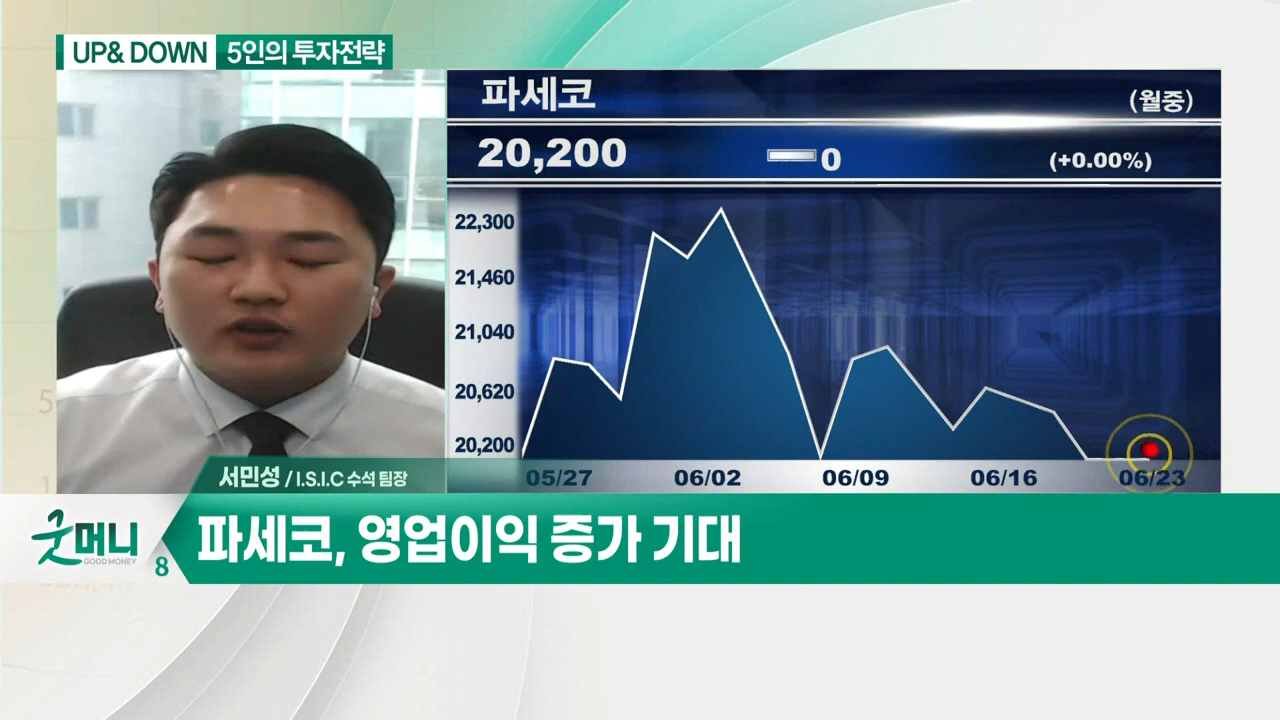 UP& DOWN 5인의 투자전략
파세코
(월중)
20,200 0 (+0.00%)
22,300
21,460
21,040
20,620
20,200
05/27 06/02 06/09 06/16 06/23
서민성 / I.S.I.C 수석 팀장
굿머니
GOOD MONEY
8
파세코, 영업이익 증가 기대